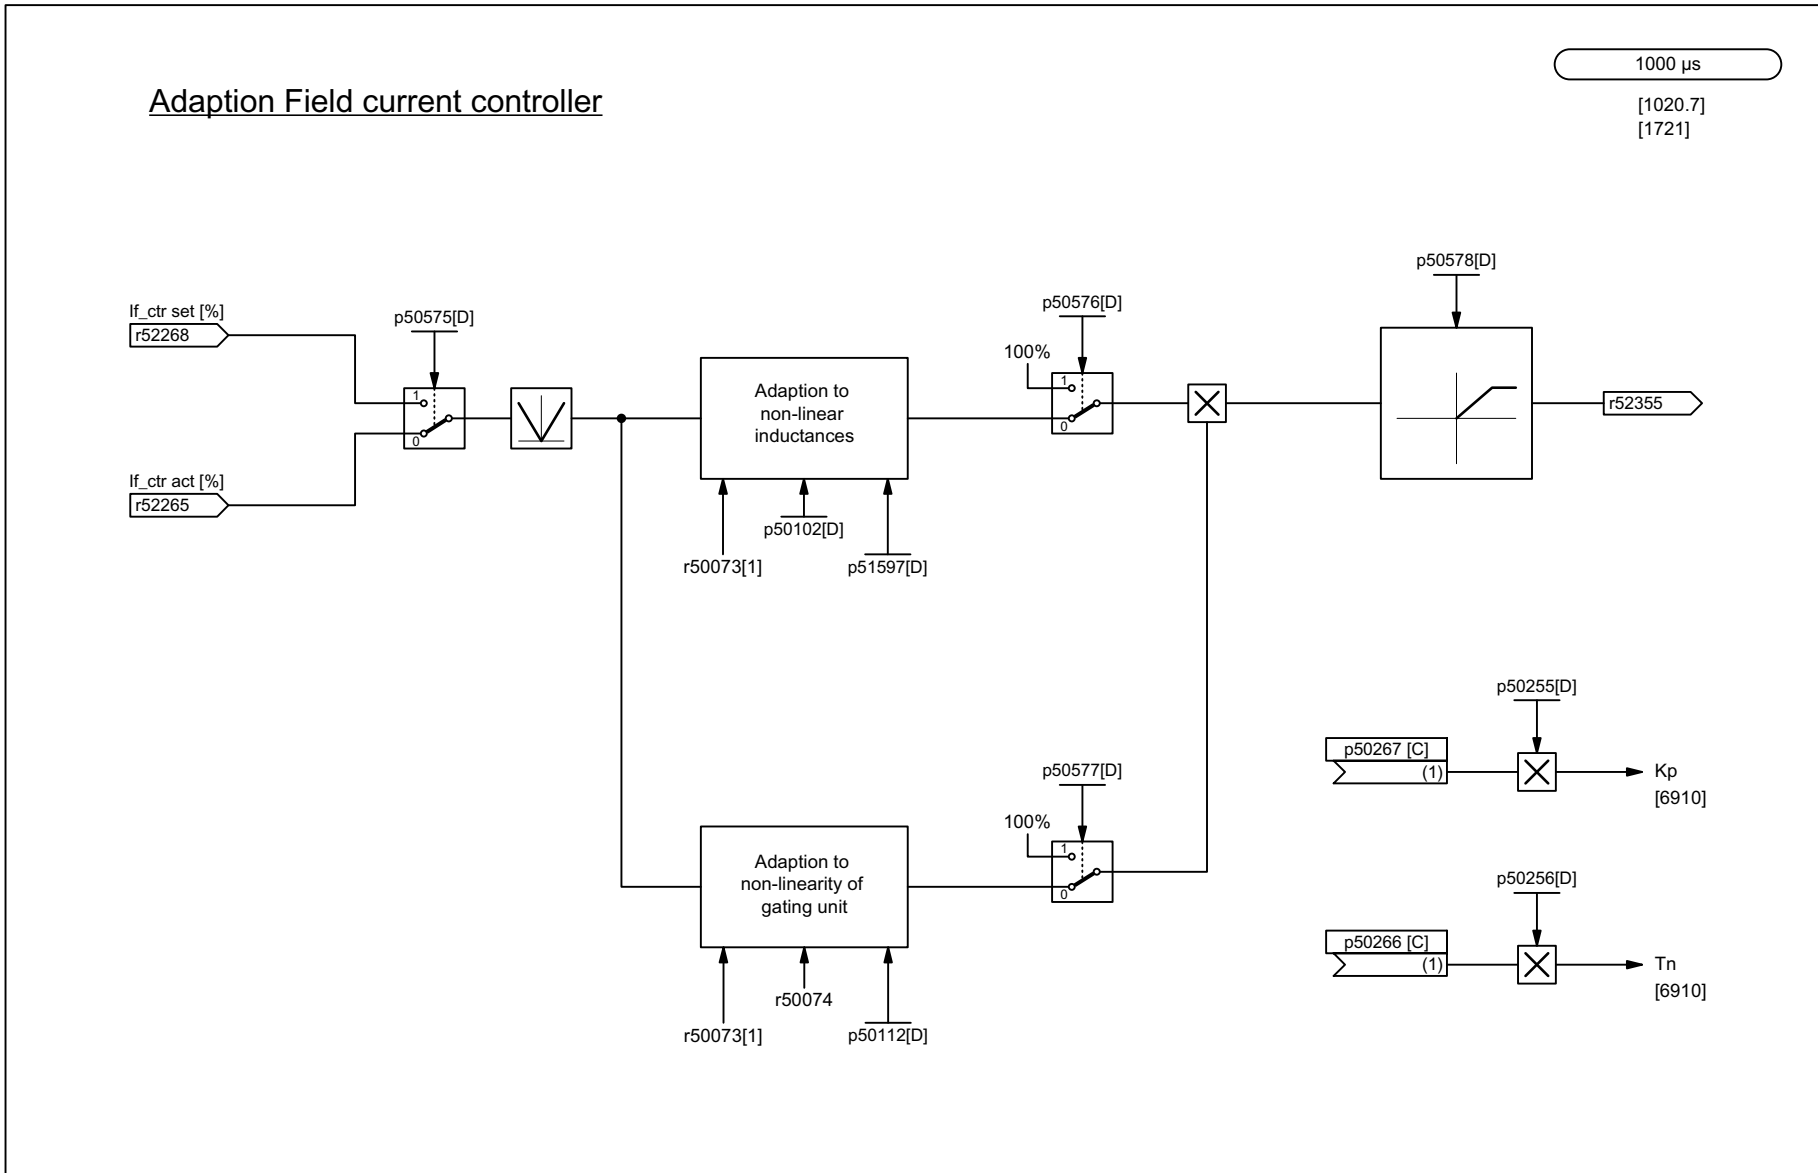 1000 µs
Adaption Field current controller
[1020.7]
[1721]
p50578[D]
If_ctr set [%]
r52268
p50575[D]
p50576[D]
100%
1
0
1
0
Adaption to
non-linear
inductances
r52355
If_ctr act [%]
r52265
p50102[D]
r50073[1]
p51597[D]
p50255[D]
p50267 [C]
(1)
Kp
[6910]
p50577[D]
100%
1
0
Adaption to
non-linearity of
gating unit
p50256[D]
p50266 [C]
(1)
Tn
[6910]
r50074
r50073[1]
p50112[D]